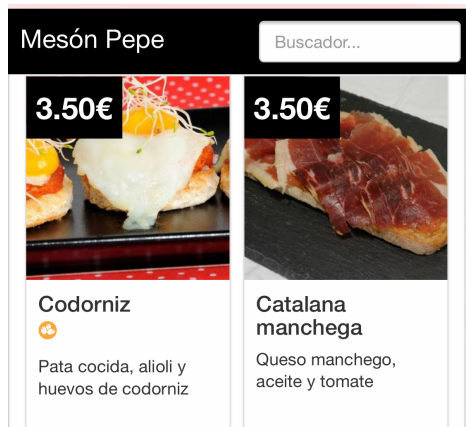 Mesón Pepe
Buscador...
3.50€
3.50€
Codorniz
Pata cocida, alioli y
huevos de codorniz
Catalana
manchega
Queso manchego,
aceite y tomate